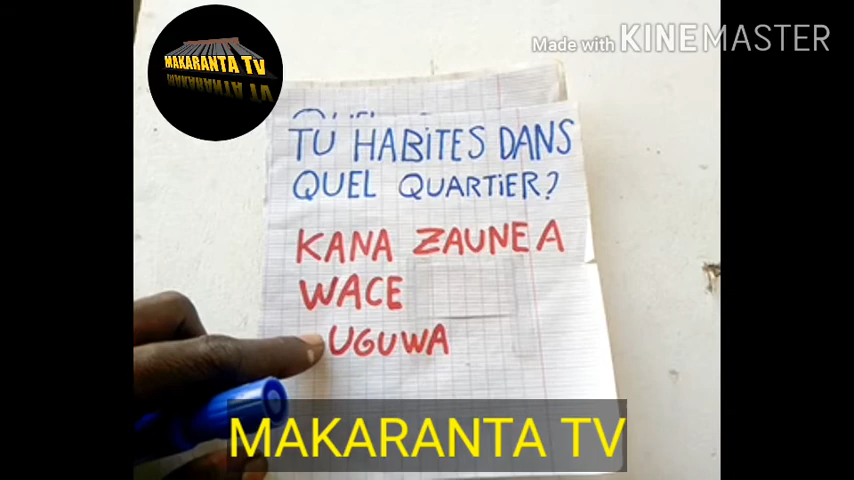 MAKARANTA TV
Made with KINEMASTER
TU HABITES DANS
QUEL QUARTIER?
KANA ZAUNE A
WACE
UGUWA
MAKARANTA TV